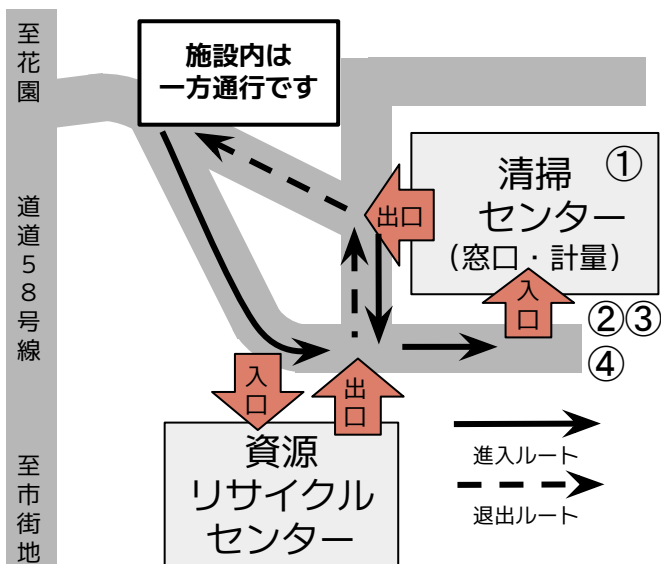 至花園
道道58号線
至市街地
施設内は
一方通行です
清掃
センター
(窓口・計量)
①
出口
入口
②③
④
入口
出口
資源
リサイクル
センター
進入ルート
退出ルート